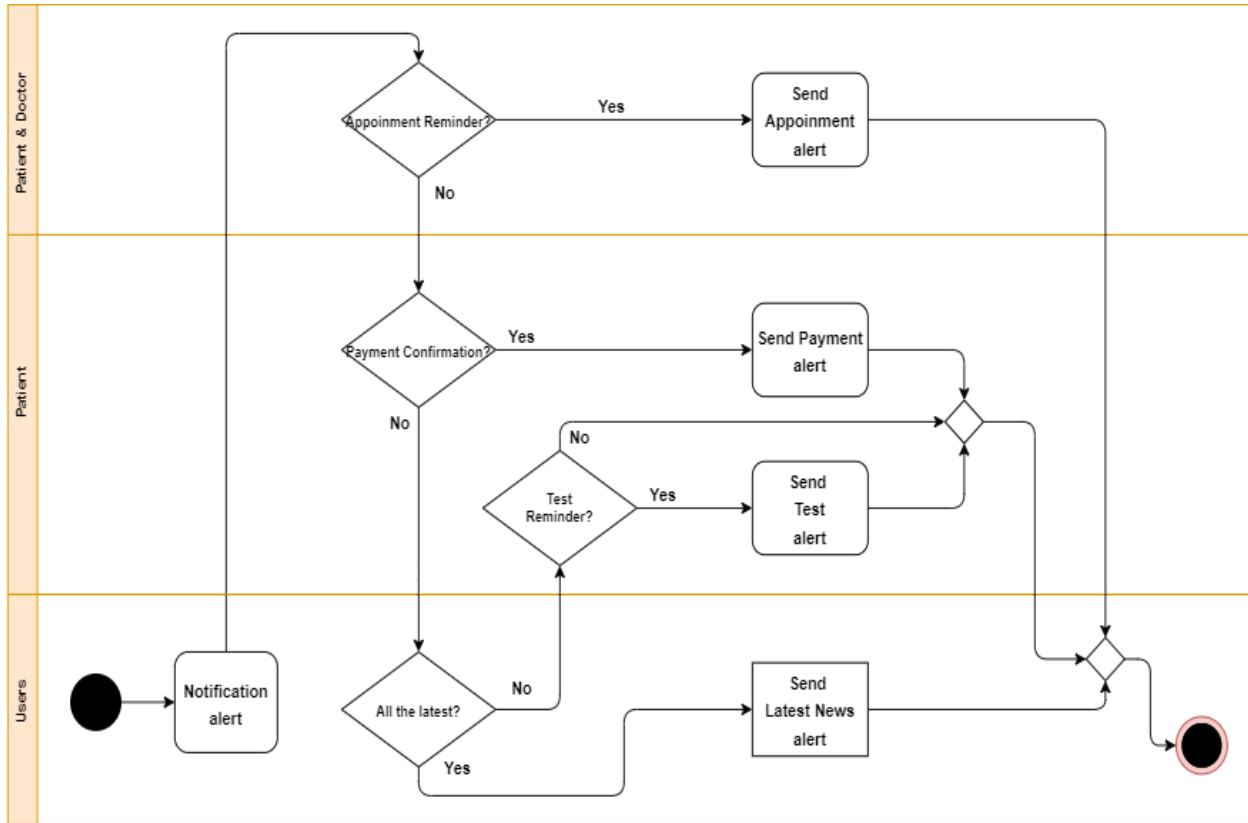 Patient & Doctor
Appoinment Reminder?
Yes
Send
Appoinment
alert
No
Patient
Payment Confirmation?
Yes
Send Payment
alert
No
No
Test
Reminder?
Yes
Send
Test
alert
Users
Notification
alert
All the latest?
No
Yes
Send
Latest News
alert